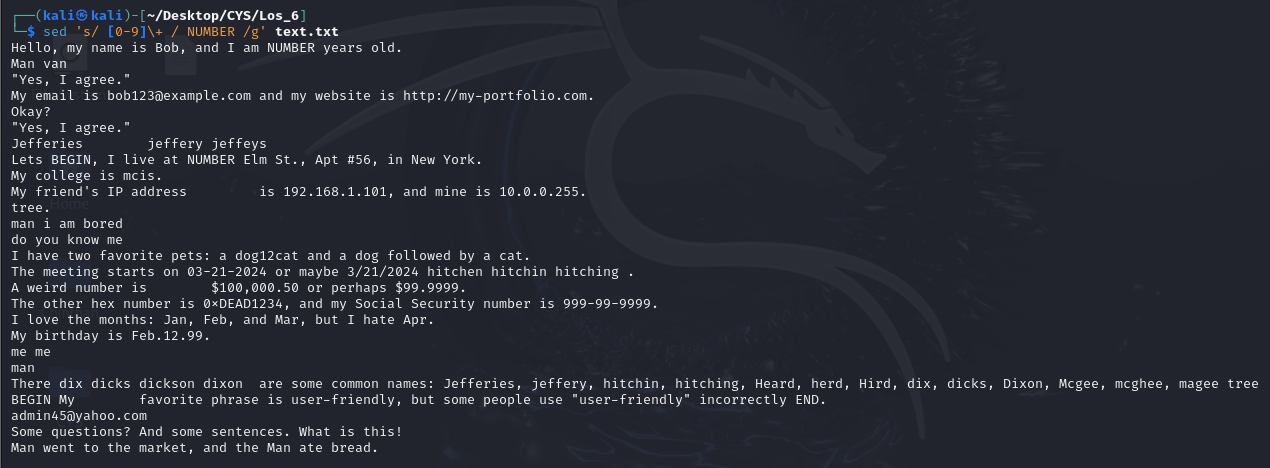 ┌──(kali㉿kali)-[~/Desktop/CYS/Los_6]
└─$ sed 's/ [0-9]\+ / NUMBER /g' text.txt
Hello, my name is Bob, and I am NUMBER years old.
Man van
"Yes, I agree."
My email is bob123@example.com and my website is http://my-portfolio.com.
Okay?
"Yes, I agree."
Jefferies        jeffery jeffeys
Lets BEGIN, I live at NUMBER Elm St., Apt #56, in New York.
My college is mcis.
My friend's IP address         is 192.168.1.101, and mine is 10.0.0.255.
tree.
man i am bored
do you know me
I have two favorite pets: a dog12cat and a dog followed by a cat.
The meeting starts on 03-21-2024 or maybe 3/21/2024 hitchen hitchin hitching .
A weird number is        $100,000.50 or perhaps $99.9999.
The other hex number is 0×DEAD1234, and my Social Security number is 999-99-9999.
I love the months: Jan, Feb, and Mar, but I hate Apr.
My birthday is Feb.12.99.
me me
man
There dix dicks dickson dixon  are some common names: Jefferies, jeffery, hitchin, hitching, Heard, herd, Hird, dix, dicks, Dixon, Mcgee, mcghee, magee tree
BEGIN My        favorite phrase is user-friendly, but some people use "user-friendly" incorrectly END.
admin45@yahoo.com
Some questions? And some sentences. What is this!
Man went to the market, and the Man ate bread.